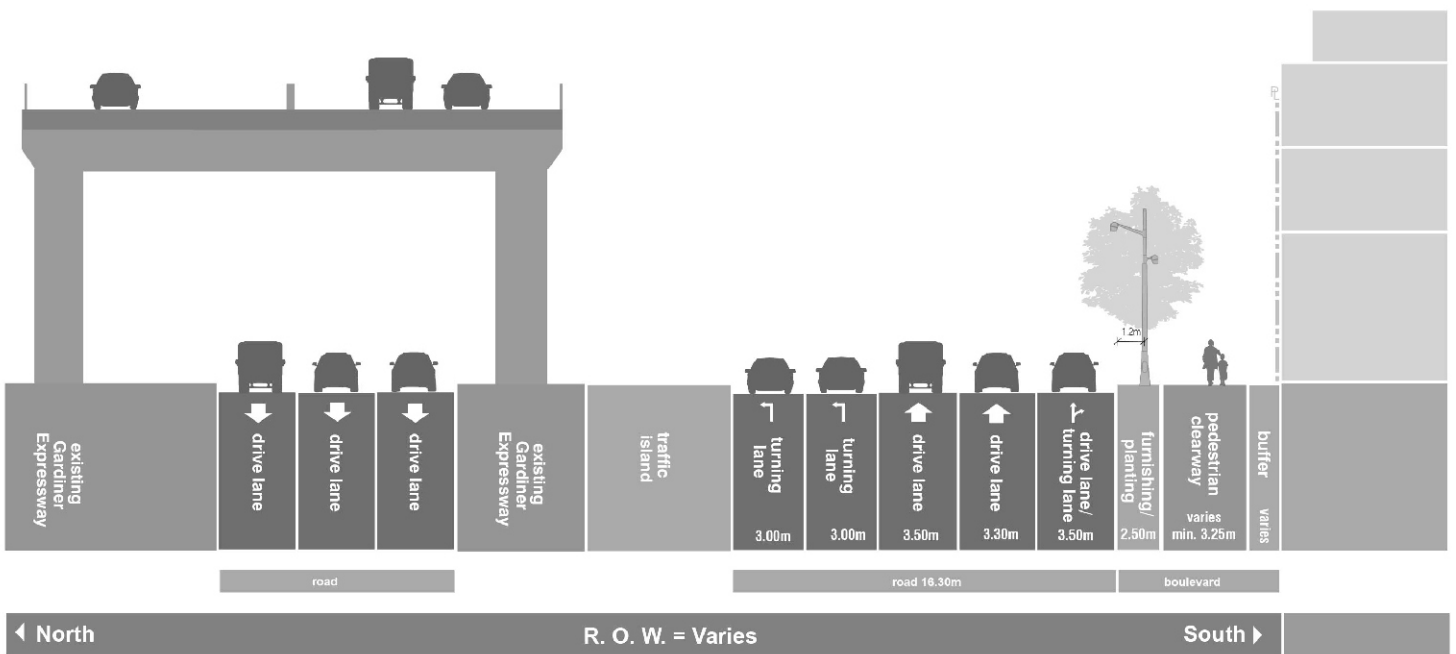 PL
1.2m
existing
Gardiner
Expressway
drive lane
drive lane
drive lane
existing
Gardiner
Expressway
traffic
island
turning
lane
3.00m
turning
lane
3.00m
drive lane
3.50m
drive lane
3.30m
drive lane/
turning lane
3.50m
furnishing/
planting
2.50m
pedestrian
clearway
varies
min. 3.25m
buffer
varies
road
road 16.30m
boulevard
North
R. O. W. = Varies
South